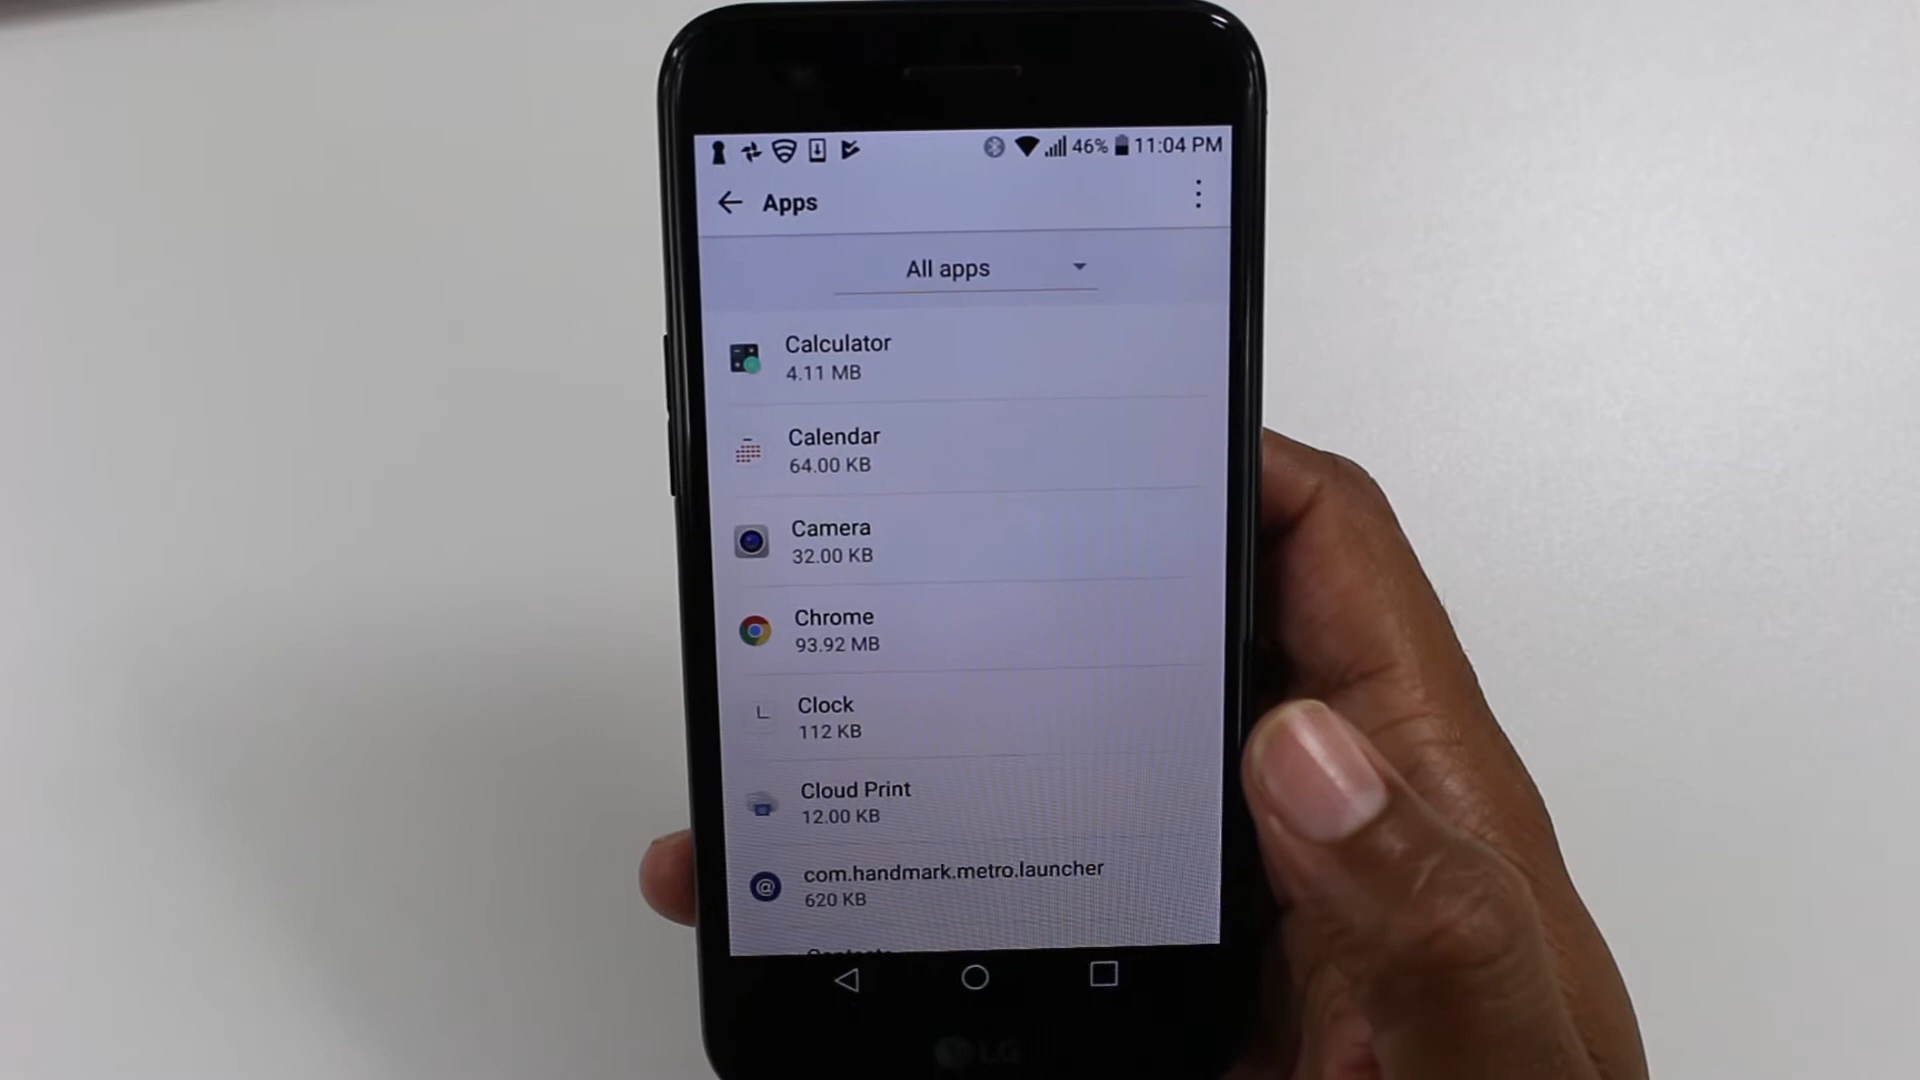 46% 11:04 PM
Apps
All apps
Calculator
4.11 MB
Calendar
64.00 KB
Camera
32.00 KB
Chrome
93.92 MB
Clock
112 KB
Cloud Print
12.00 KB
com.handmark.metro.launcher
620 KB
LG